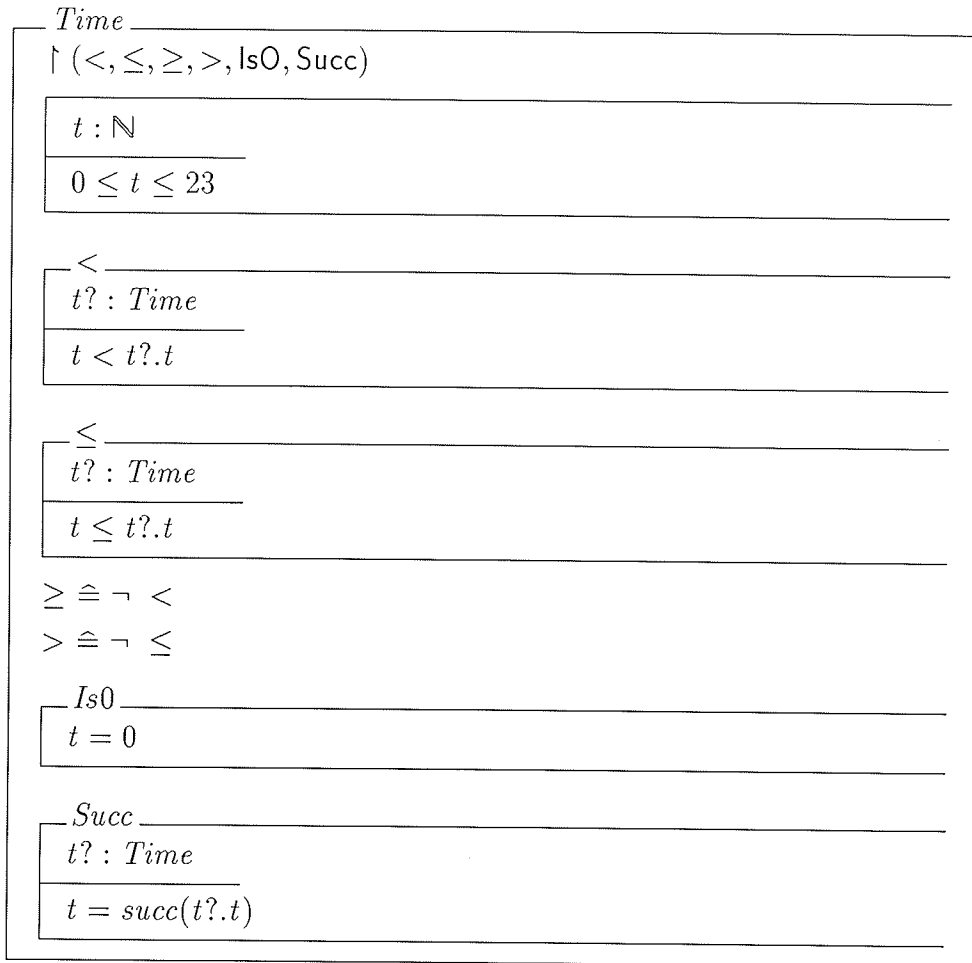 Time
↾ (<, ≤, ≥, >, IsO, Succ)
t : ℕ
0 ≤ t ≤ 23
<
t? : Time
t < t?.t
≤
t? : Time
t ≤ t?.t
≥ ≙ ¬ <
> ≙ ¬ ≤
Is0
t = 0
Succ
t? : Time
t = succ(t?.t)